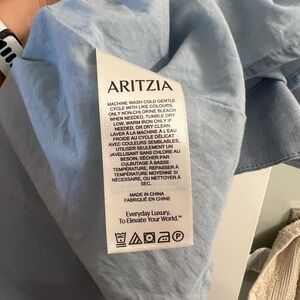 ARITZIA
MACHINE WASH COLD GENTLE
CYCLE WITH LIKE COLOURS,
ONLY NON-CHLORINE BLEACH
WHEN NEEDED, TUMBLE DRY
LOW, WARM IRON ONLY IF
NEEDED, OR DRY CLEAN.
LAVER À LA MACHINE À L'EAU
FROIDE AU CYCLE DÉLICAT
AVEC COULEURS SEMBLABLES,
UTILISER SEULEMENT UN
JAVELLISANT SANS CHLORE AU
BESOIN, SÉCHER PAR
CULBUTAGE À BASSE
TEMPÉRATURE, REPASSER À
TEMPÉRATURE MOYENNE SI
NÉCESSAIRE, OU NETTOYER À
SEC.
MADE IN CHINA
FABRIQUÉ EN CHINE
Everyday Luxury.
To Elevate Your World.™